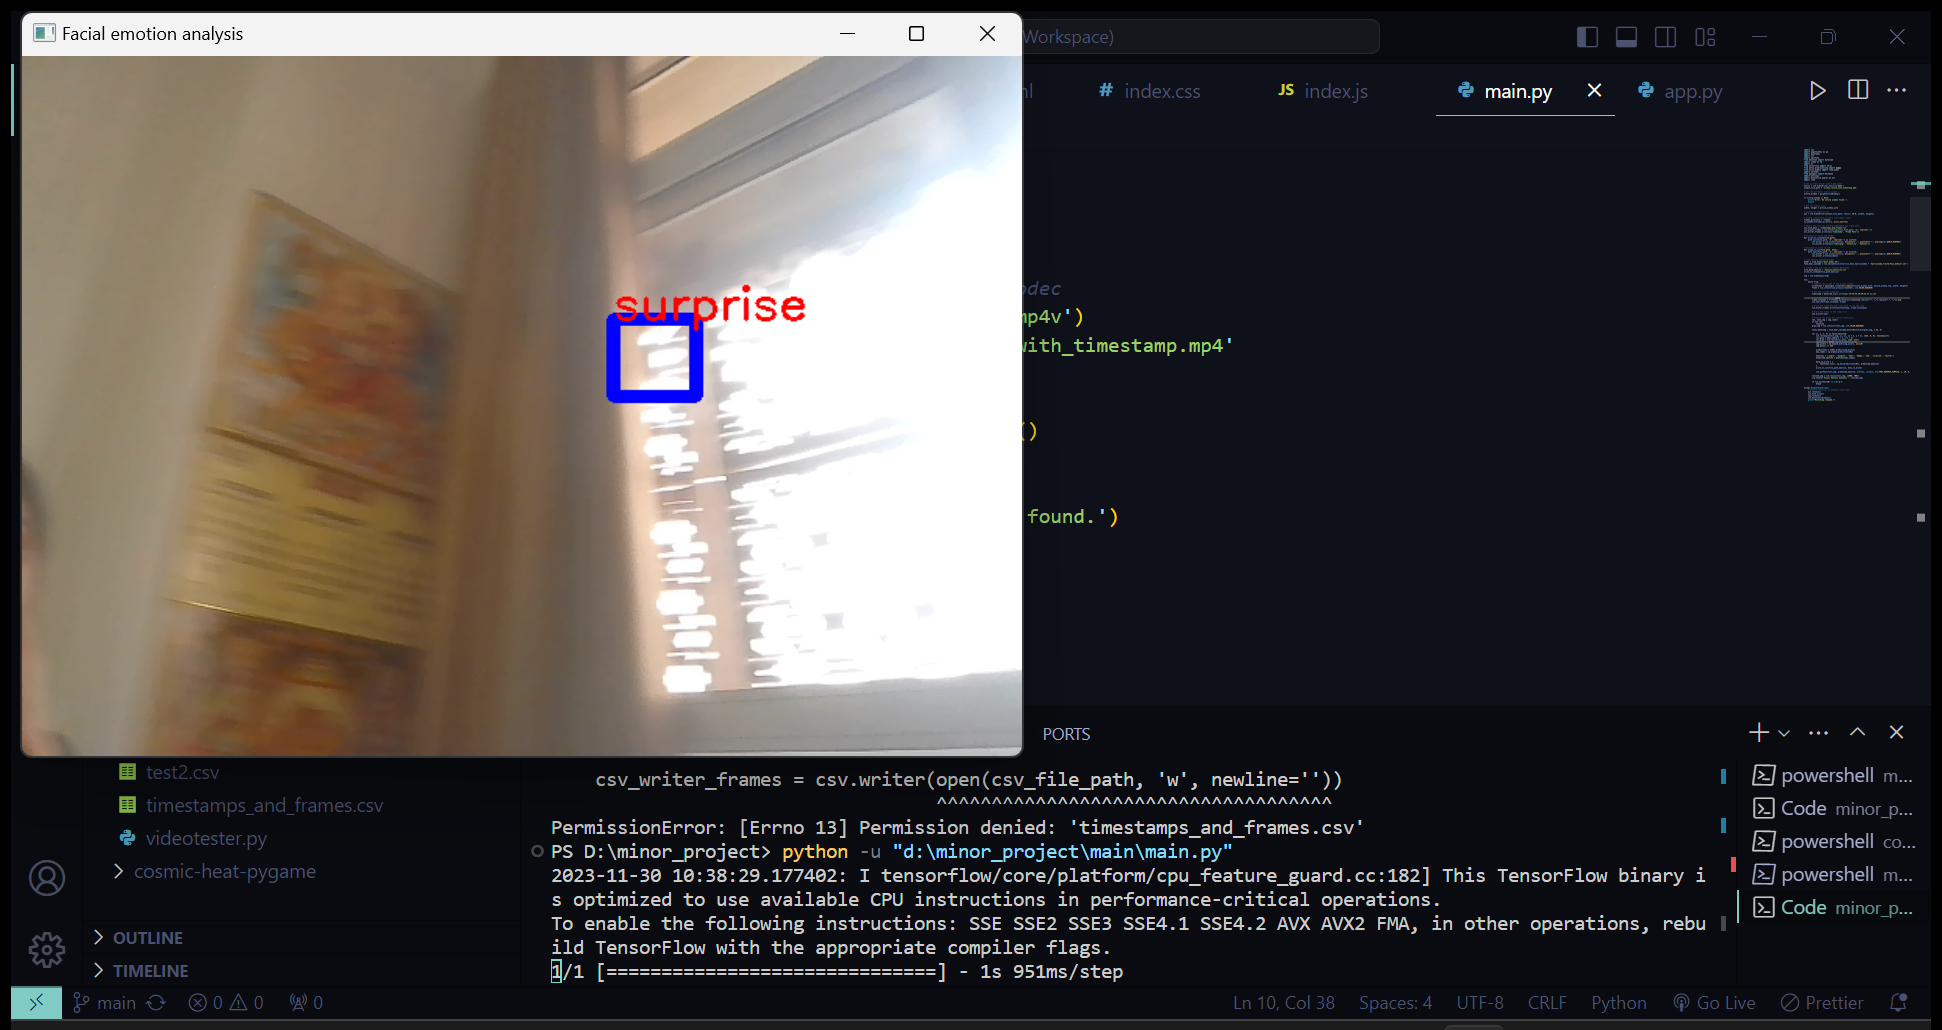 Facial emotion analysis
Workspace)
index.css
JS index.js
main.py
app.py
surprise
odec
mp4v')
with_timestamp.mp4'
()
found.')
PORTS
test2.csv
timestamps_and_frames.csv
videotester.py
cosmic-heat-pygame
OUTLINE
TIMELINE
csv_writer_frames = csv.writer(open(csv_file_path, 'w', newline=''))
^^^^^^^^^^^^^^^^^^^^^^^^^^^^^^^^^^^^
PermissionError: [Errno 13] Permission denied: 'timestamps_and_frames.csv'
PS D:\minor_project> python -u "d:\minor_project\main\main.py"
2023-11-30 10:38:29.177402: I tensorflow/core/platform/cpu_feature_guard.cc:182] This TensorFlow binary i
s optimized to use available CPU instructions in performance-critical operations.
To enable the following instructions: SSE SSE2 SSE3 SSE4.1 SSE4.2 AVX AVX2 FMA, in other operations, rebu
ild TensorFlow with the appropriate compiler flags.
1/1 [==============================] - 1s 951ms/step
powershell m...
Code minor_p...
powershell co...
powershell m...
Code minor_p...
main
0 0
0
Ln 10, Col 38
Spaces: 4
UTF-8
CRLF
Python
Go Live
Prettier